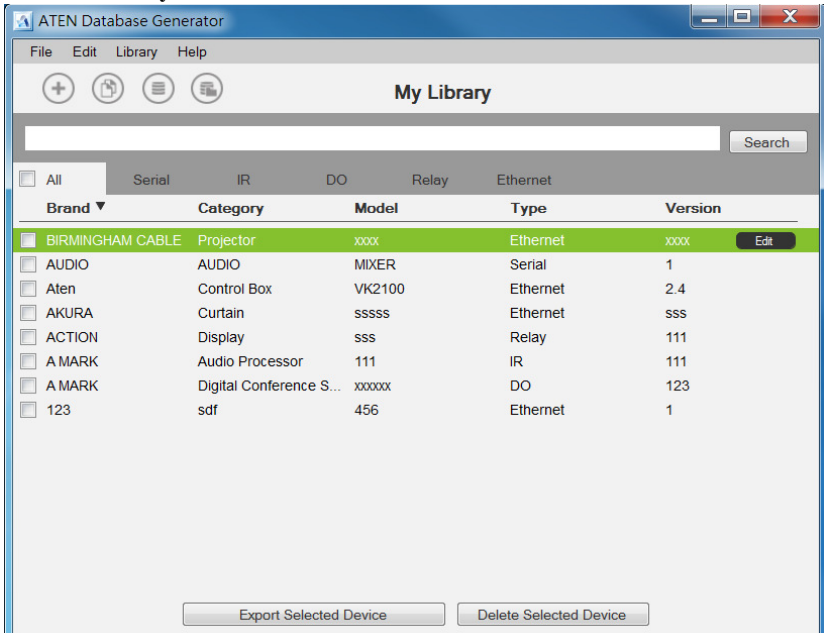 ATEN Database Generator
File Edit Library Help
My Library
Search
All Serial IR DO Relay Ethernet
Brand ▼ Category Model Type Version
BIRMINGHAM CABLE Projector xxxx Ethernet xxxx Edit
AUDIO AUDIO MIXER Serial 1
Aten Control Box VK2100 Ethernet 2.4
AKURA Curtain sssss Ethernet sss
ACTION Display sss Relay 111
A MARK Audio Processor 111 IR 111
A MARK Digital Conference S... xxxxxx DO 123
123 sdf 456 Ethernet 1
Export Selected Device Delete Selected Device